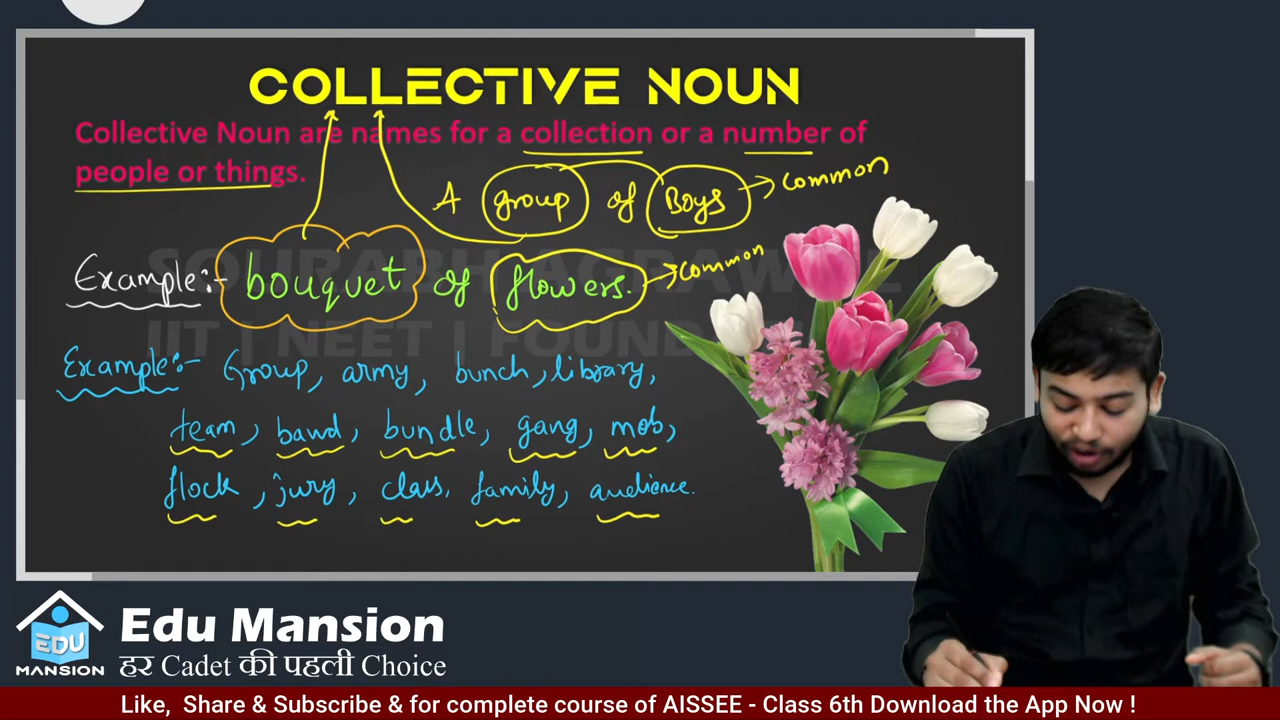 COLLECTIVE NOUN
Collective Noun are names for a collection or a number of
people or things.
A group of Boys → Common
Example:- bouquet of flowers. → Common
Example:- Group, army, bunch, library,
team, band, bundle, gang, mob,
flock, jury, class, family, audience.
EDU
MANSION
Edu Mansion
हर Cadet की पहली Choice
Like, Share & Subscribe & for complete course of AISSEE - Class 6th Download the App Now !